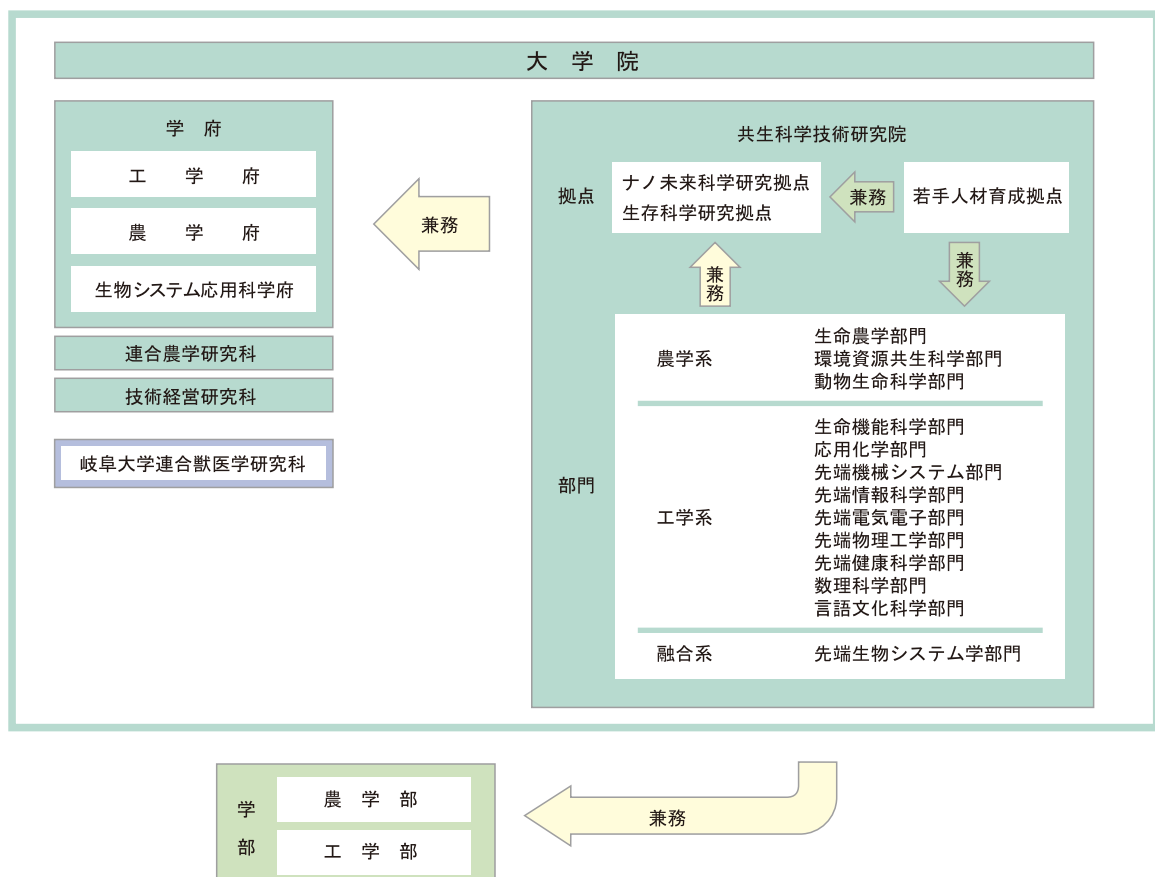 大学院
学府
工学府
農学府
生物システム応用科学府
連合農学研究科
技術経営研究科
岐阜大学連合獣医学研究科
兼務
共生科学技術研究院
拠点
ナノ未来科学研究拠点
生存科学研究拠点
兼務
若手人材育成拠点
兼務
兼務
部門
農学系
生命農学部門
環境資源共生科学部門
動物生命科学部門
工学系
生命機能科学部門
応用化学部門
先端機械システム部門
先端情報科学部門
先端電気電子部門
先端物理工学部門
先端健康科学部門
数理科学部門
言語文化科学部門
融合系
先端生物システム学部門
学部
農学部
工学部
兼務